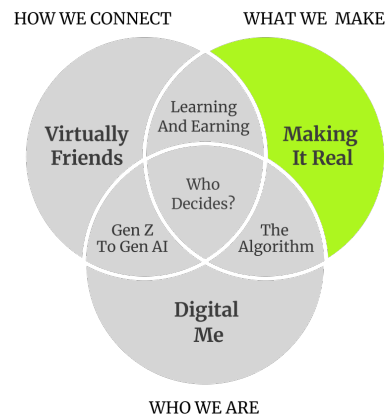 HOW WE CONNECT
WHAT WE MAKE
Learning
And Earning
Virtually
Friends
Making
It Real
Who
Decides?
Gen Z
To Gen AI
The
Algorithm
Digital
Me
WHO WE ARE